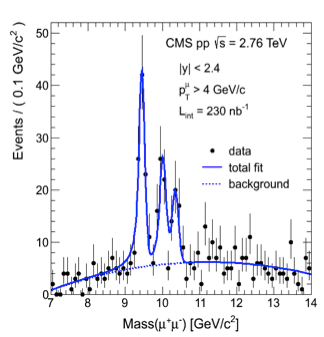 CMS pp √s = 2.76 TeV
|y| < 2.4
p_T^μ > 4 GeV/c
L_int = 230 nb⁻¹
data
total fit
background
Events / ( 0.1 GeV/c² )
50
40
30
20
10
0
7 8 9 10 11 12 13 14
Mass(μ⁺μ⁻) [GeV/c²]